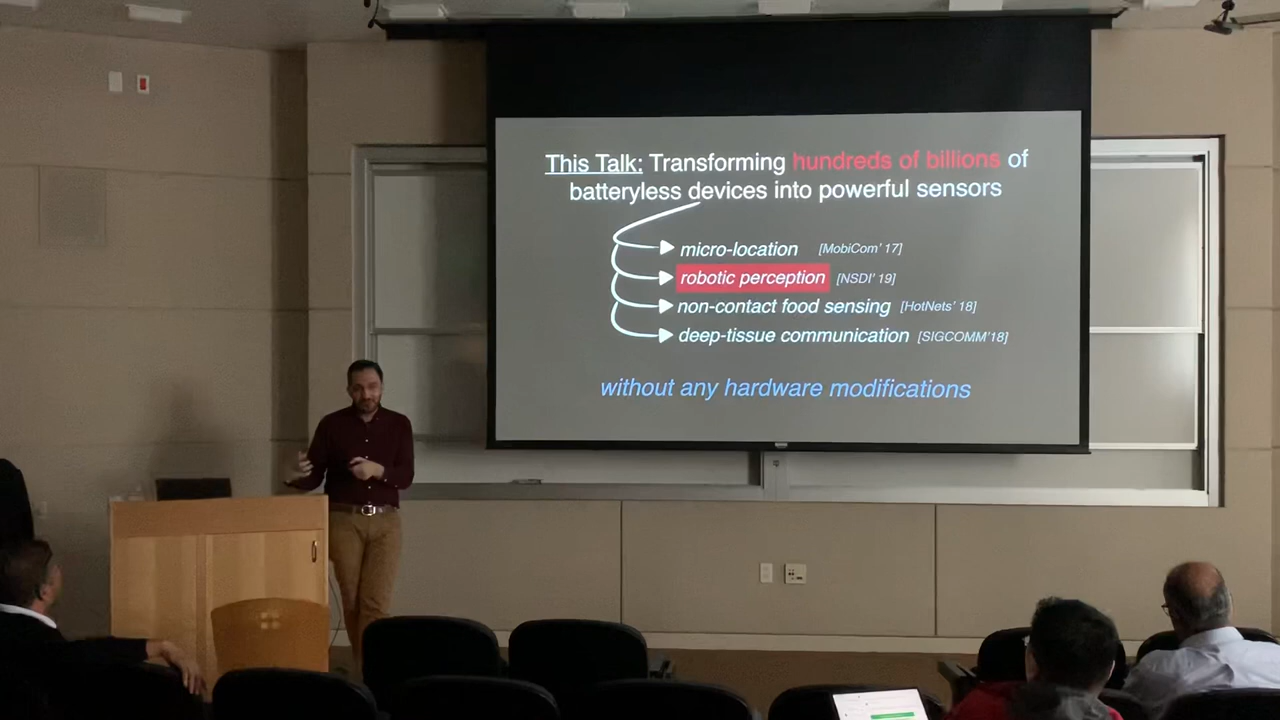 This Talk: Transforming hundreds of billions of
batteryless devices into powerful sensors
micro-location [MobiCom' 17]
robotic perception [NSDI' 19]
non-contact food sensing [HotNets' 18]
deep-tissue communication [SIGCOMM'18]
without any hardware modifications